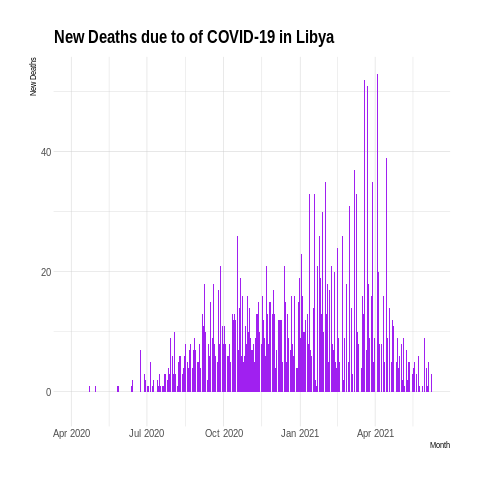 New Deaths due to of COVID-19 in Libya
New Deaths
40
20
0
Apr 2020
Jul 2020
Oct 2020
Jan 2021
Apr 2021
Month